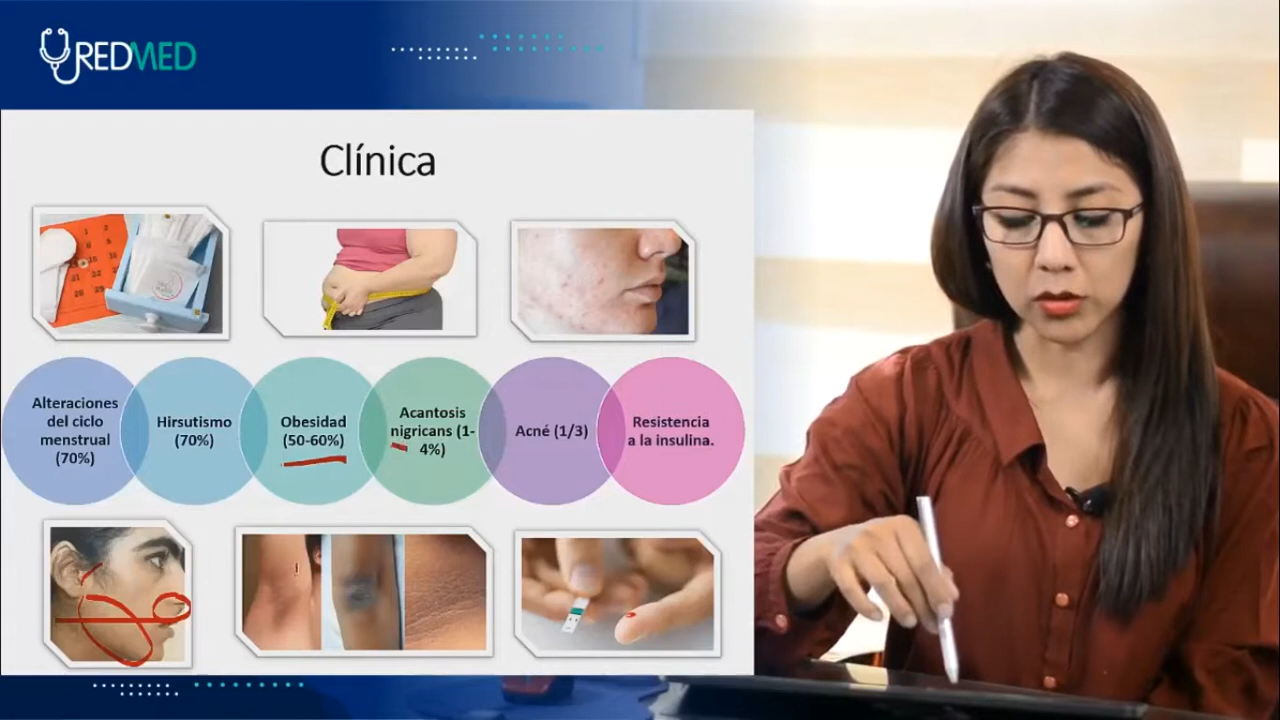 REDMED
Clínica
Alteraciones
del ciclo
menstrual
(70%)
Hirsutismo
(70%)
Obesidad
(50-60%)
Acantosis
nigricans (1-
4%)
Acné (1/3)
Resistencia
a la insulina.